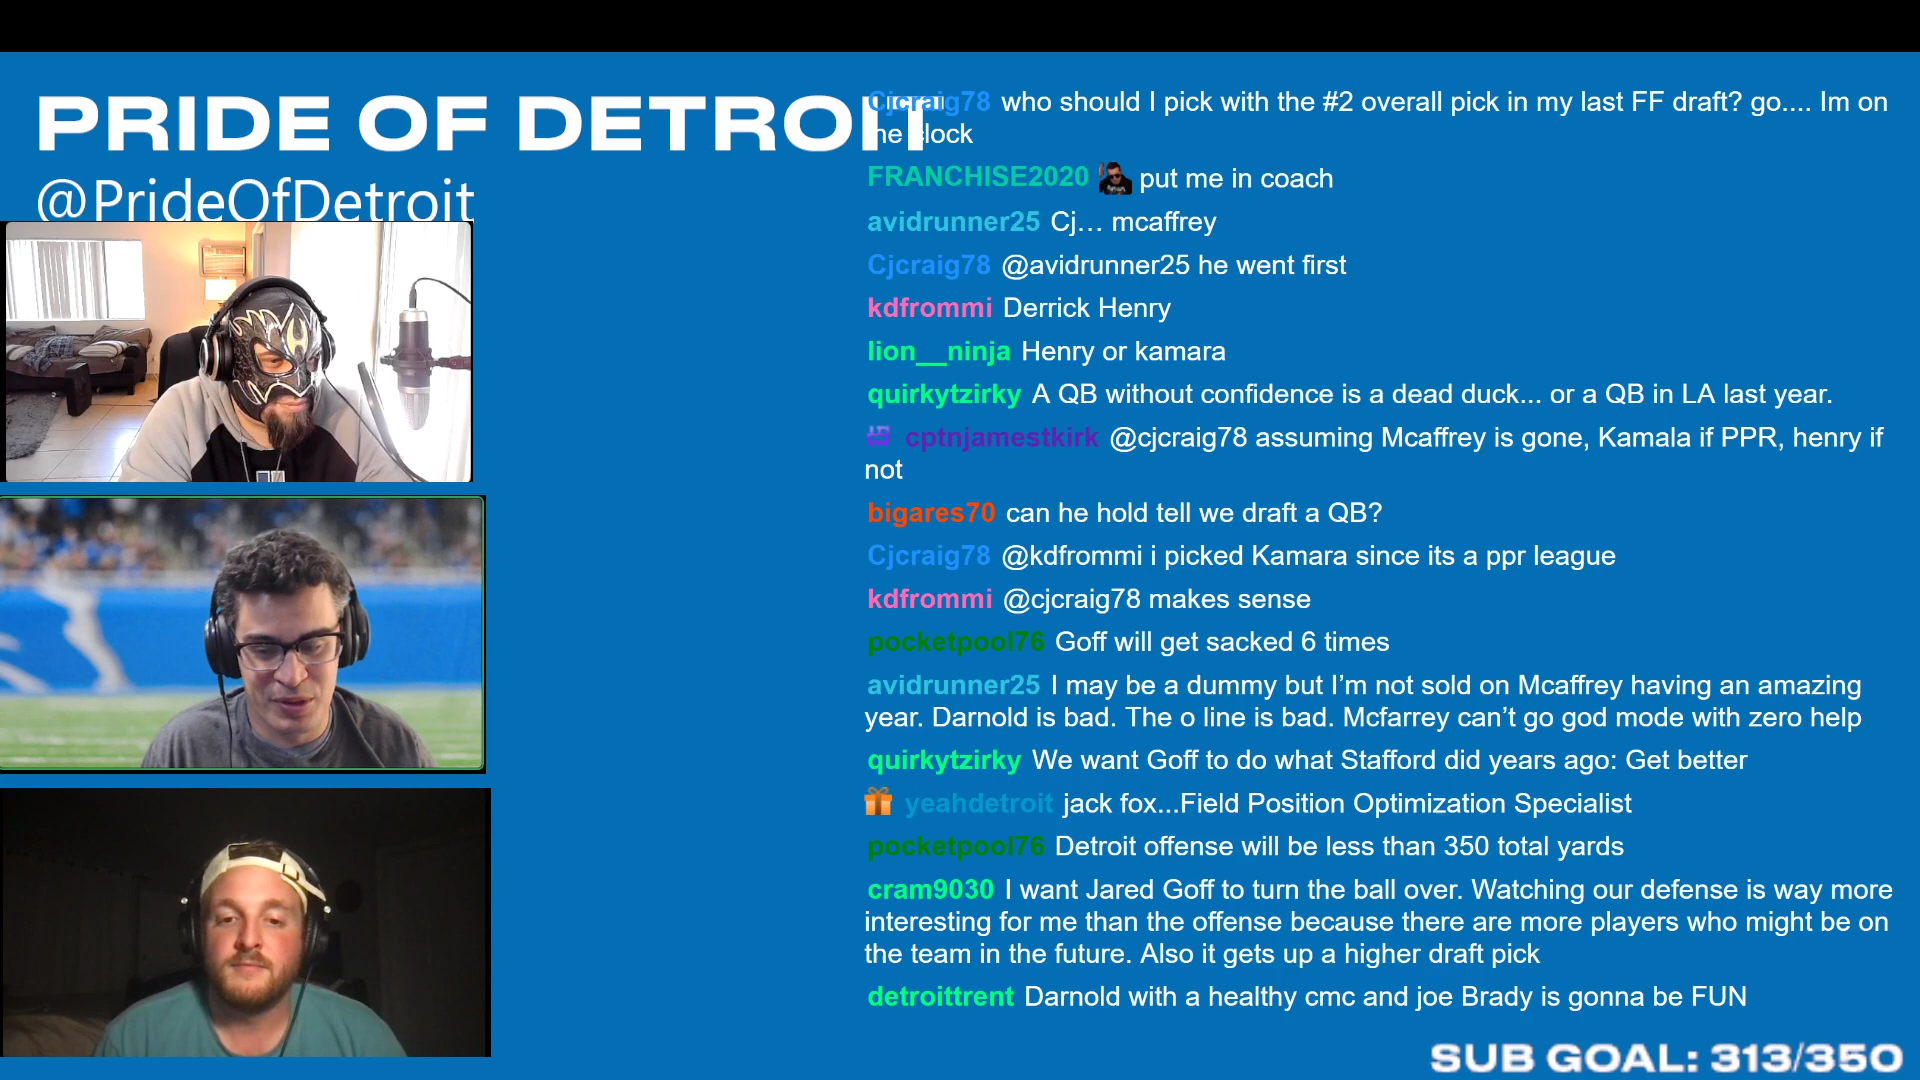 PRIDE OF DETROIT
@PrideOfDetroit
Cjcraig78 who should I pick with the #2 overall pick in my last FF draft? go.... Im on
he clock
FRANCHISE2020 put me in coach
avidrunner25 Cj… mcaffrey
Cjcraig78 @avidrunner25 he went first
kdfrommi Derrick Henry
lion__ninja Henry or kamara
quirkytzirky A QB without confidence is a dead duck... or a QB in LA last year.
cptnjamestkirk @cjcraig78 assuming Mcaffrey is gone, Kamala if PPR, henry if
not
bigares70 can he hold tell we draft a QB?
Cjcraig78 @kdfrommi i picked Kamara since its a ppr league
kdfrommi @cjcraig78 makes sense
pocketpool76 Goff will get sacked 6 times
avidrunner25 I may be a dummy but I’m not sold on Mcaffrey having an amazing
year. Darnold is bad. The o line is bad. Mcfarrey can’t go god mode with zero help
quirkytzirky We want Goff to do what Stafford did years ago: Get better
yeahdetroit jack fox...Field Position Optimization Specialist
pocketpool76 Detroit offense will be less than 350 total yards
cram9030 I want Jared Goff to turn the ball over. Watching our defense is way more
interesting for me than the offense because there are more players who might be on
the team in the future. Also it gets up a higher draft pick
detroittrent Darnold with a healthy cmc and joe Brady is gonna be FUN
SUB GOAL: 313/350